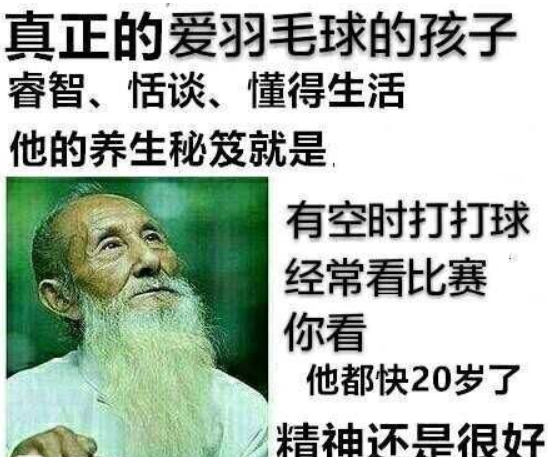 真正的爱羽毛球的孩子
睿智、恬谈、懂得生活
他的养生秘笈就是.
有空时打打球
经常看比赛
你看
他都快20岁了
精神还是很好